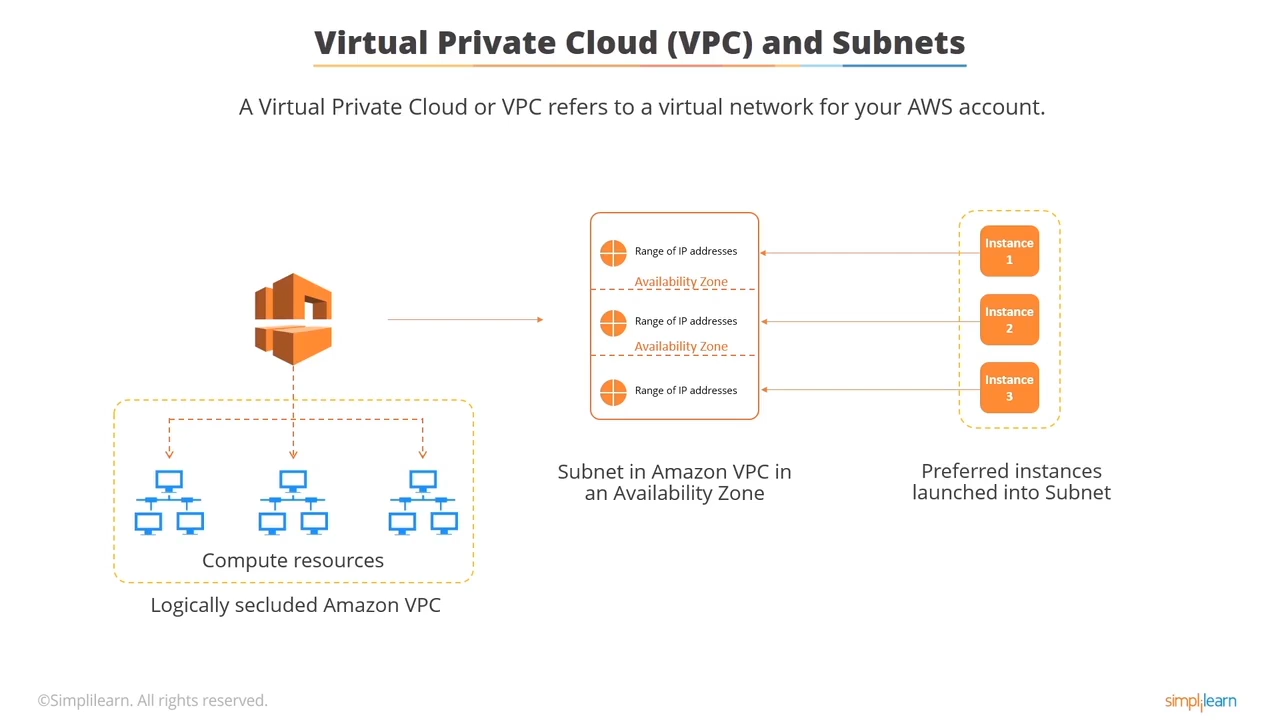 Virtual Private Cloud (VPC) and Subnets
A Virtual Private Cloud or VPC refers to a virtual network for your AWS account.
Range of IP addresses
Availability Zone
Range of IP addresses
Availability Zone
Range of IP addresses
Instance
1
Instance
2
Instance
3
Compute resources
Logically secluded Amazon VPC
Subnet in Amazon VPC in
an Availability Zone
Preferred instances
launched into Subnet
©Simplilearn. All rights reserved.
simplilearn